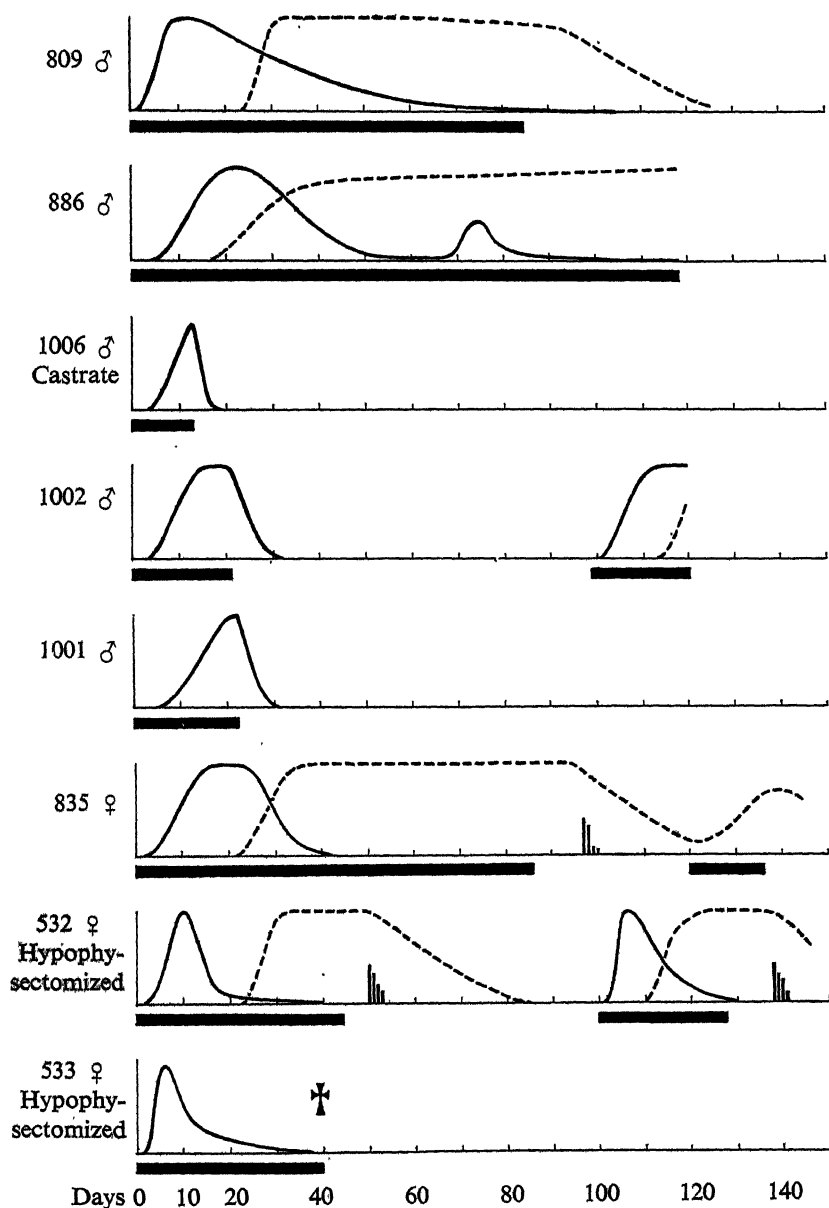 809 ♂
886 ♂
1006 ♂
Castrate
1002 ♂
1001 ♂
835 ♀
532 ♀
Hypophy-
sectomized
533 ♀
Hypophy-
sectomized
Days 0 10 20 40 60 80 100 120 140